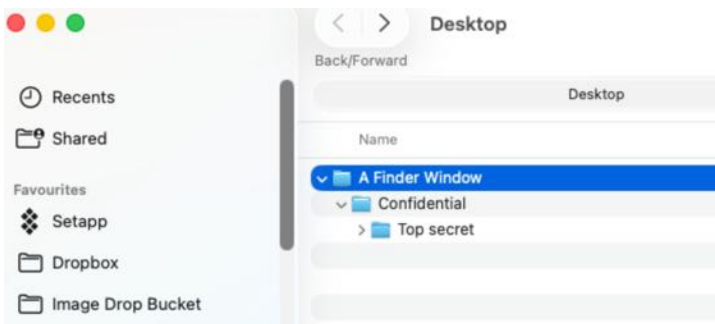 Desktop
Back/Forward
Recents
Desktop
Shared
Name
Favourites
A Finder Window
Setapp
Confidential
Top secret
Dropbox
Image Drop Bucket